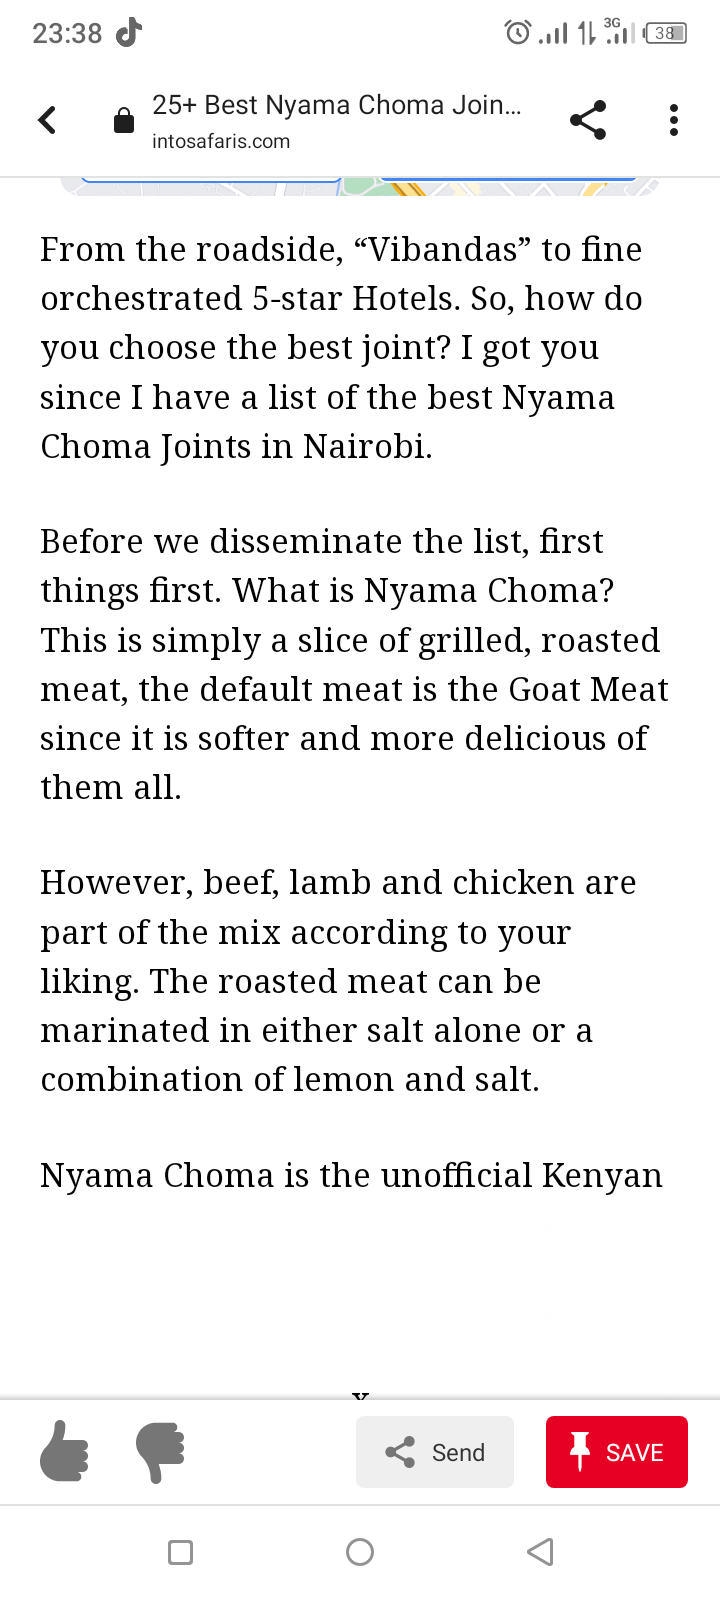 23:38
3G
38
25+ Best Nyama Choma Join...
intosafaris.com
From the roadside, “Vibandas” to fine
orchestrated 5-star Hotels. So, how do
you choose the best joint? I got you
since I have a list of the best Nyama
Choma Joints in Nairobi.
Before we disseminate the list, first
things first. What is Nyama Choma?
This is simply a slice of grilled, roasted
meat, the default meat is the Goat Meat
since it is softer and more delicious of
them all.
However, beef, lamb and chicken are
part of the mix according to your
liking. The roasted meat can be
marinated in either salt alone or a
combination of lemon and salt.
Nyama Choma is the unofficial Kenyan
Send
SAVE